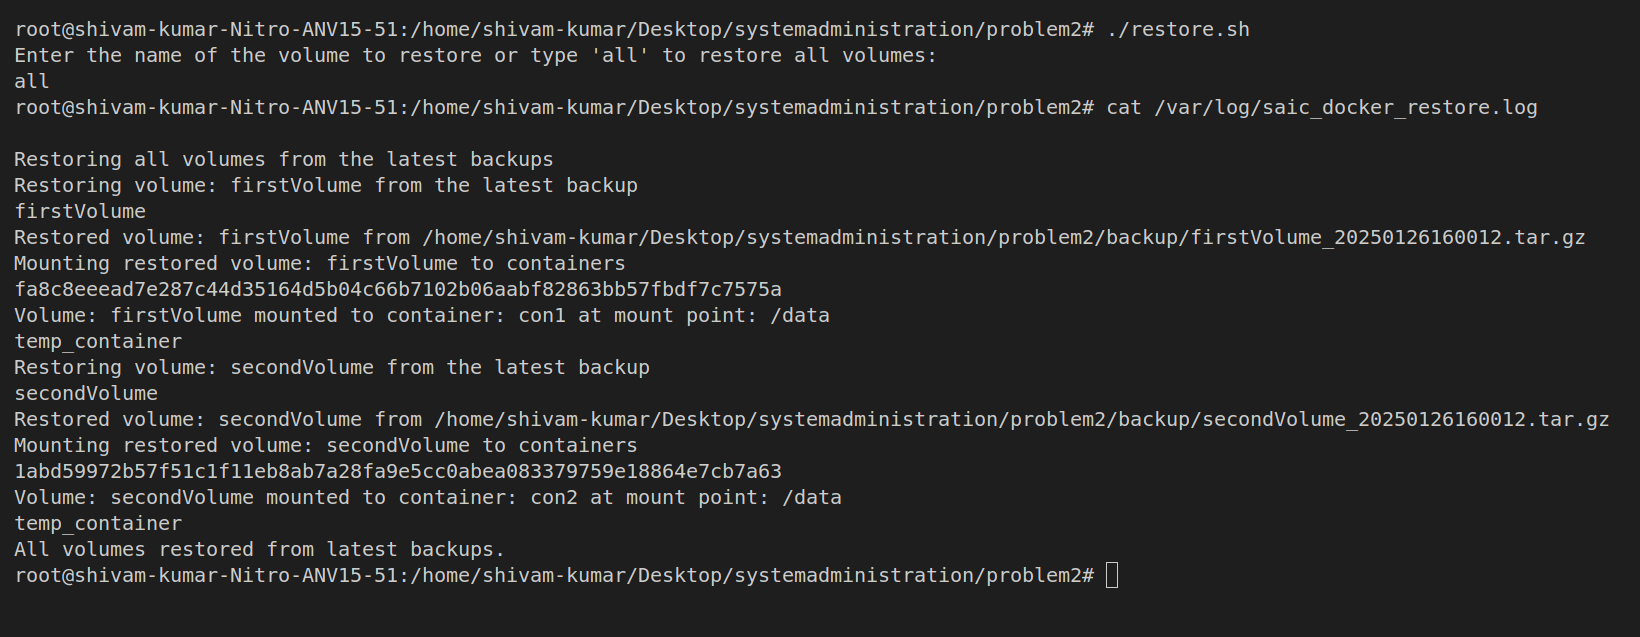 root@shivam-kumar-Nitro-ANV15-51:/home/shivam-kumar/Desktop/systemadministration/problem2# ./restore.sh
Enter the name of the volume to restore or type 'all' to restore all volumes:
all
root@shivam-kumar-Nitro-ANV15-51:/home/shivam-kumar/Desktop/systemadministration/problem2# cat /var/log/saic_docker_restore.log

Restoring all volumes from the latest backups
Restoring volume: firstVolume from the latest backup
firstVolume
Restored volume: firstVolume from /home/shivam-kumar/Desktop/systemadministration/problem2/backup/firstVolume_20250126160012.tar.gz
Mounting restored volume: firstVolume to containers
fa8c8eeead7e287c44d35164d5b04c66b7102b06aabf82863bb57fbdf7c7575a
Volume: firstVolume mounted to container: con1 at mount point: /data
temp_container
Restoring volume: secondVolume from the latest backup
secondVolume
Restored volume: secondVolume from /home/shivam-kumar/Desktop/systemadministration/problem2/backup/secondVolume_20250126160012.tar.gz
Mounting restored volume: secondVolume to containers
1abd59972b57f51c1f11eb8ab7a28fa9e5cc0abea083379759e18864e7cb7a63
Volume: secondVolume mounted to container: con2 at mount point: /data
temp_container
All volumes restored from latest backups.
root@shivam-kumar-Nitro-ANV15-51:/home/shivam-kumar/Desktop/systemadministration/problem2#